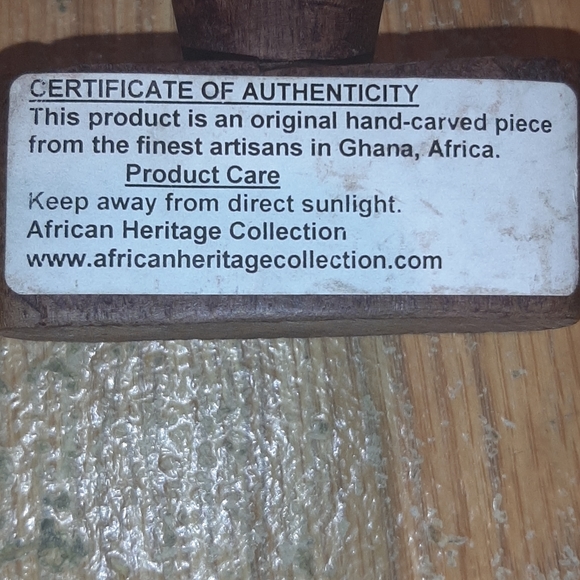 CERTIFICATE OF AUTHENTICITY
This product is an original hand-carved piece
from the finest artisans in Ghana, Africa.
Product Care
Keep away from direct sunlight.
African Heritage Collection
www.africanheritagecollection.com